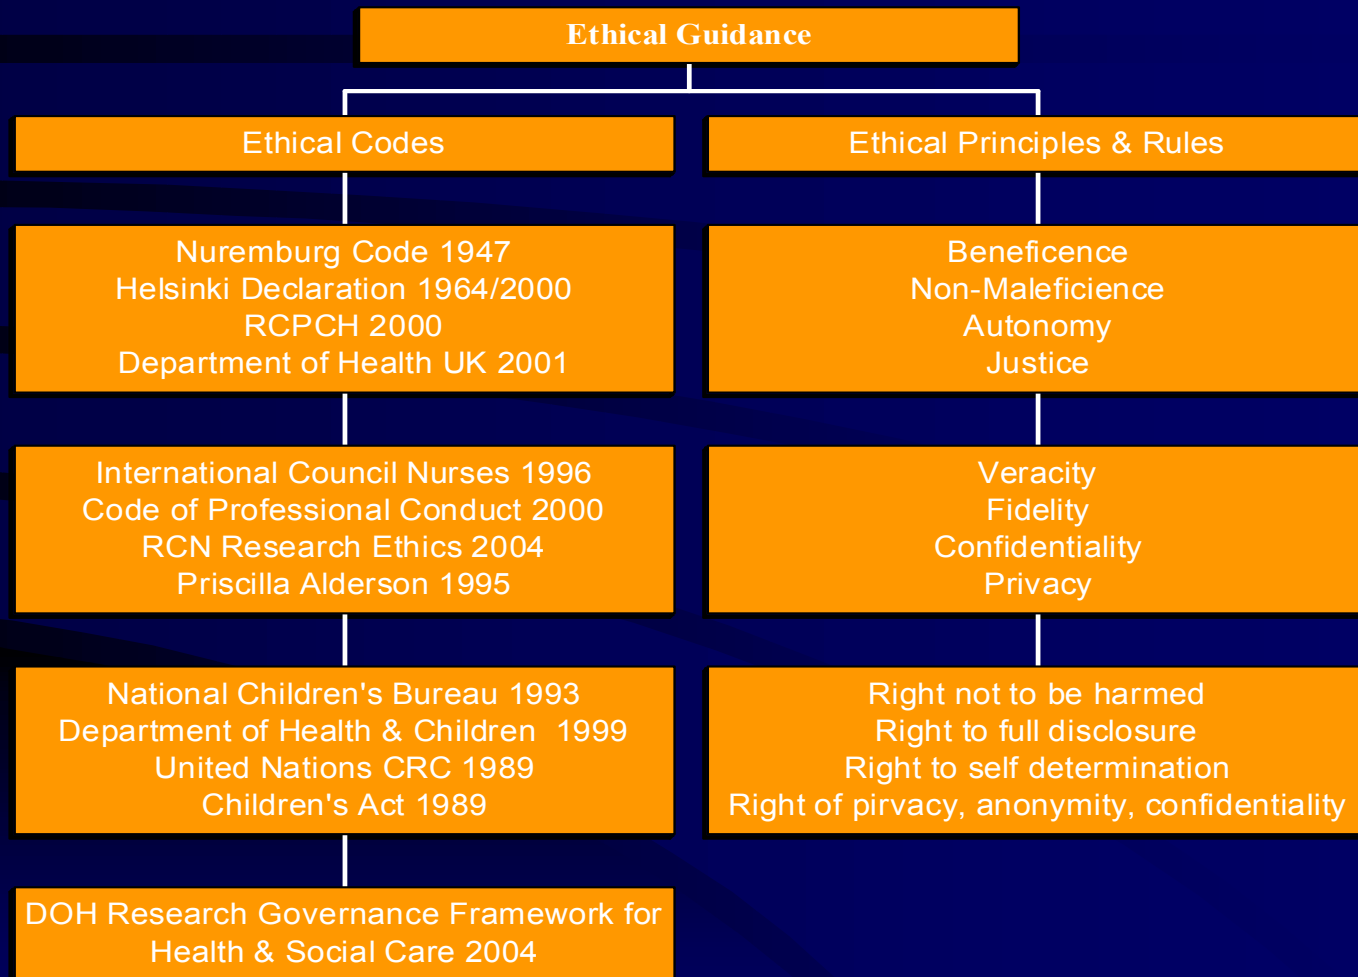 Ethical Guidance
Ethical Codes
Nuremburg Code 1947
Helsinki Declaration 1964/2000
RCPCH 2000
Department of Health UK 2001
International Council Nurses 1996
Code of Professional Conduct 2000
RCN Research Ethics 2004
Priscilla Alderson 1995
National Children's Bureau 1993
Department of Health & Children 1999
United Nations CRC 1989
Children's Act 1989
DOH Research Governance Framework for
Health & Social Care 2004
Ethical Principles & Rules
Beneficence
Non-Maleficience
Autonomy
Justice
Veracity
Fidelity
Confidentiality
Privacy
Right not to be harmed
Right to full disclosure
Right to self determination
Right of pirvacy, anonymity, confidentiality